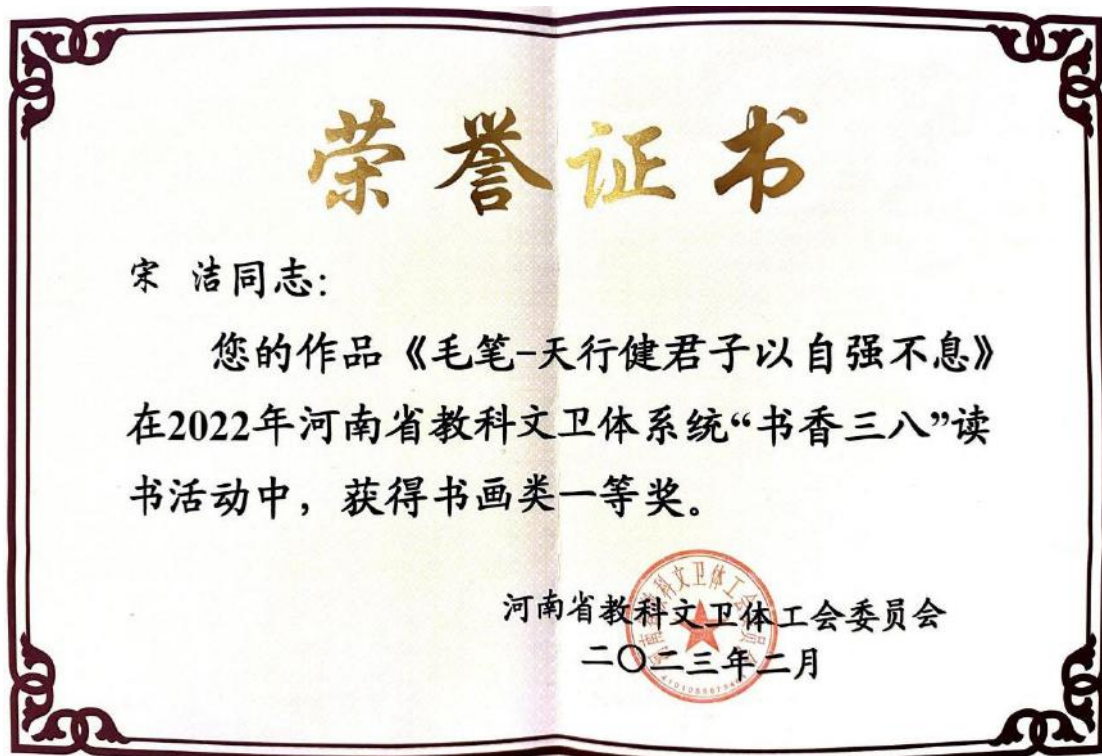 荣誉证书
宋 洁同志：
您的作品《毛笔-天行健君子以自强不息》
在2022年河南省教科文卫体系统“书香三八”读
书活动中，获得书画类一等奖。
河南省教科文卫体工会委员会
二〇二三年二月